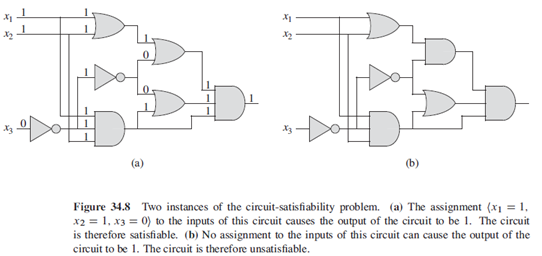 x1 1 1
x2 1 1
1
0
1
0
1
1
1
1
1
1
x3 0 1
1
x1
x2
x3
(a) (b)
Figure 34.8 Two instances of the circuit-satisfiability problem. (a) The assignment ⟨x1 = 1,
x2 = 1, x3 = 0⟩ to the inputs of this circuit causes the output of the circuit to be 1. The circuit
is therefore satisfiable. (b) No assignment to the inputs of this circuit can cause the output of the
circuit to be 1. The circuit is therefore unsatisfiable.